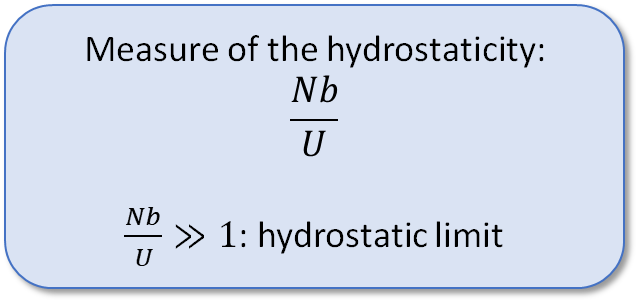 Measure of the hydrostaticity:
Nb/U
Nb/U ≫ 1: hydrostatic limit